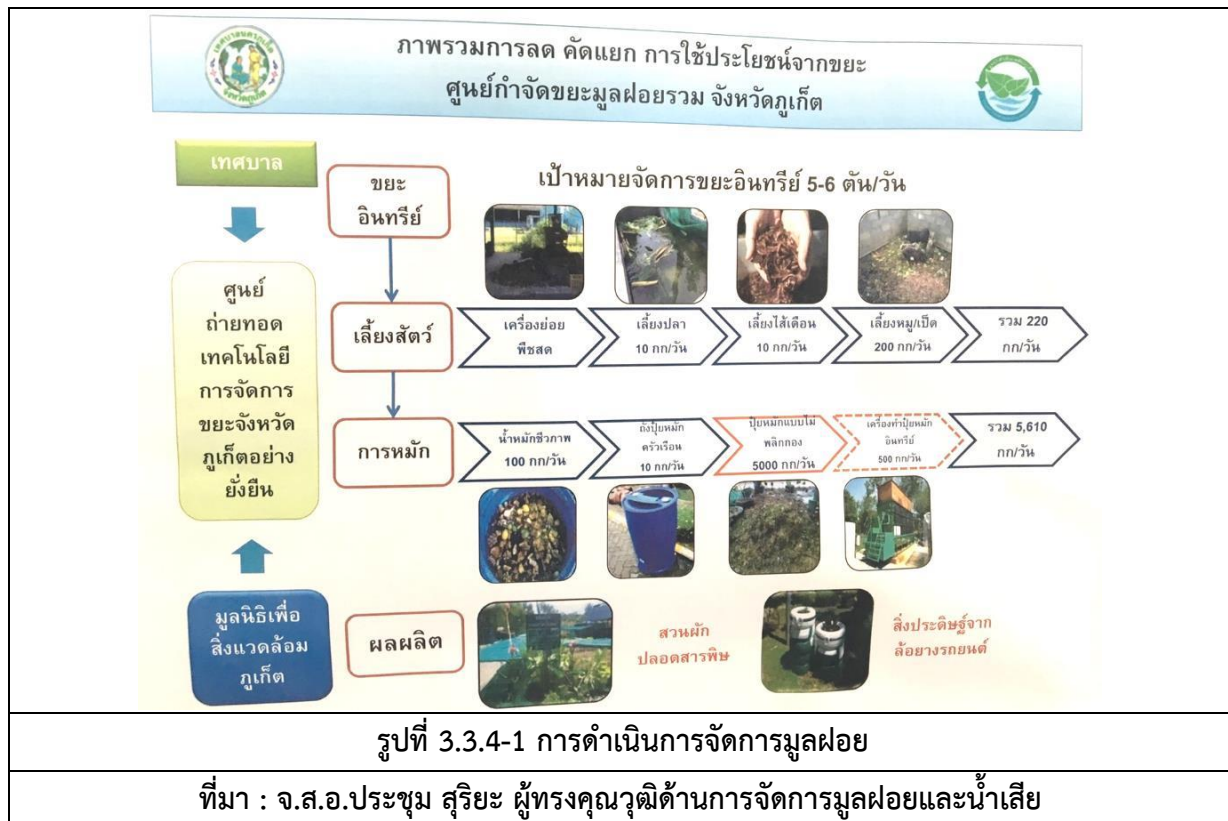 เทศบาลนครภูเก็ต
จังหวัดภูเก็ต
ภาพรวมการลด คัดแยก การใช้ประโยชน์จากขยะ
ศูนย์กำจัดขยะมูลฝอยรวม จังหวัดภูเก็ต
เทศบาล
ศูนย์
ถ่ายทอด
เทคโนโลยี
การจัดการ
ขยะจังหวัด
ภูเก็ตอย่าง
ยั่งยืน
มูลนิธิเพื่อ
สิ่งแวดล้อม
ภูเก็ต
ขยะ
อินทรีย์
เป้าหมายจัดการขยะอินทรีย์ 5-6 ตัน/วัน
เลี้ยงสัตว์
เครื่องย่อย
พืชสด
เลี้ยงปลา
10 กก/วัน
เลี้ยงไส้เดือน
10 กก/วัน
เลี้ยงหมู/เป็ด
200 กก/วัน
รวม 220
กก/วัน
การหมัก
น้ำหมักชีวภาพ
100 กก/วัน
ถังปุ๋ยหมัก
ครัวเรือน
10 กก/วัน
ปุ๋ยหมักแบบไม่
พลิกกอง
5000 กก/วัน
เครื่องทำปุ๋ยหมัก
อินทรีย์
500 กก/วัน
รวม 5,610
กก/วัน
ผลผลิต
สวนผัก
ปลอดสารพิษ
สิ่งประดิษฐ์จาก
ล้อยางรถยนต์
รูปที่ 3.3.4-1 การดำเนินการจัดการมูลฝอย
ที่มา : จ.ส.อ.ประชุม สุริยะ ผู้ทรงคุณวุฒิด้านการจัดการมูลฝอยและน้ำเสีย